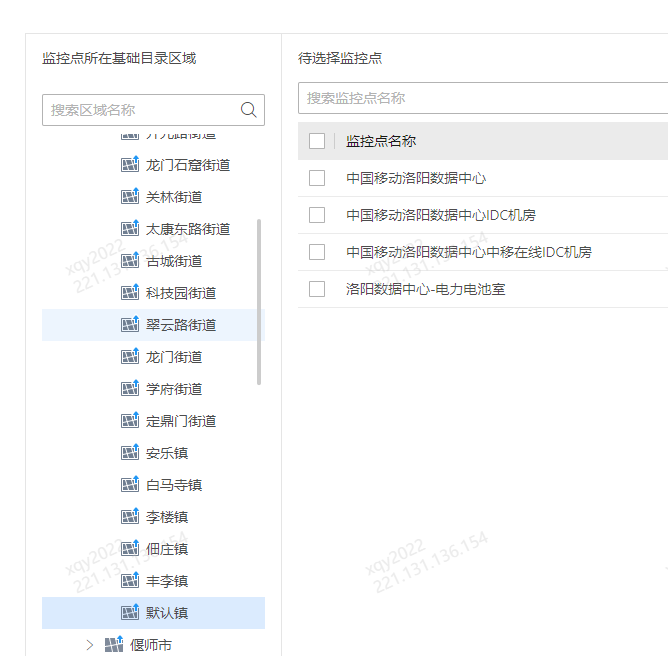 监控点所在基础目录区域
搜索区域名称
开元路街道
龙门石窟街道
关林街道
太康东路街道
古城街道
科技园街道
翠云路街道
龙门街道
学府街道
定鼎门街道
安乐镇
白马寺镇
李楼镇
佃庄镇
丰李镇
默认镇
偃师市
待选择监控点
搜索监控点名称
监控点名称
中国移动洛阳数据中心
中国移动洛阳数据中心IDC机房
中国移动洛阳数据中心中移在线IDC机房
洛阳数据中心-电力电池室
xqy2022
221.131.136.154
xqy2022
221.131.136.154
xqy2022
221.131.136.154
xqy2022
221.131.136.154